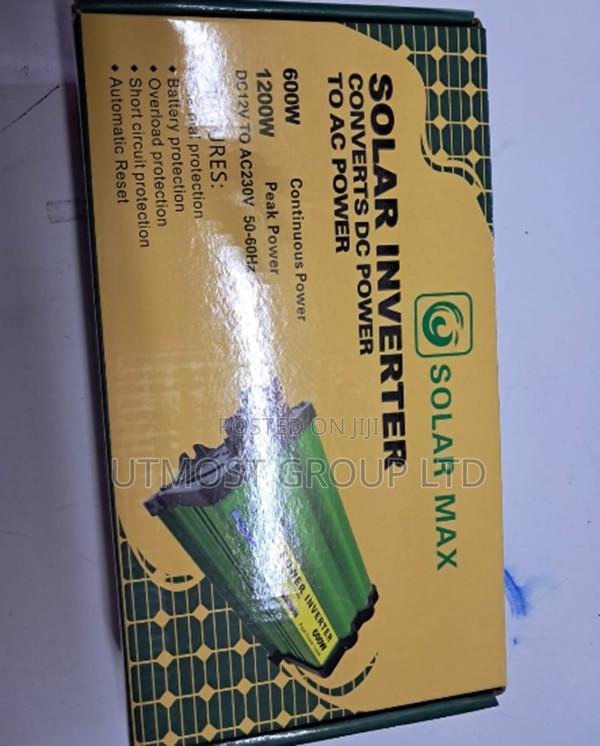 SOLAR MAX
SOLAR INVERTER
CONVERTS DC POWER
TO AC POWER
600W Continuous Power
1200W Peak Power
DC12V TO AC230V 50-60Hz
• protection
• Battery protection
• Overload protection
• Short circuit protection
• Automatic Reset
POWER INVERTER
600W
POSTED ON JIJI
UTMOST GROUP LTD